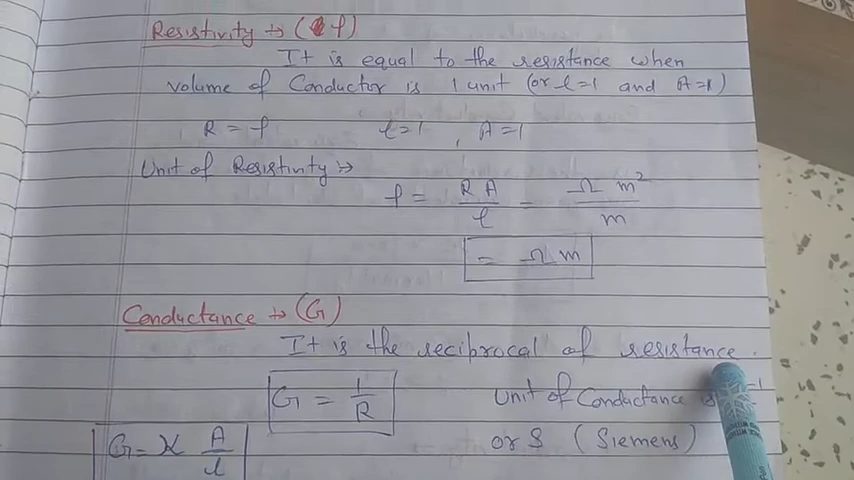 Resistivity → (ρ)
It is equal to the resistance when
volume of Conductor is 1 unit (or l=1 and A=1)
R = ρ    l=1 , A=1
Unit of Resistivity :→
ρ = R A / l = Ω m² / m
= Ω m
Conductance → (G)
It is the reciprocal of resistance.
G = 1 / R    Unit of Conductance
or S (Siemens)
G = K A / l